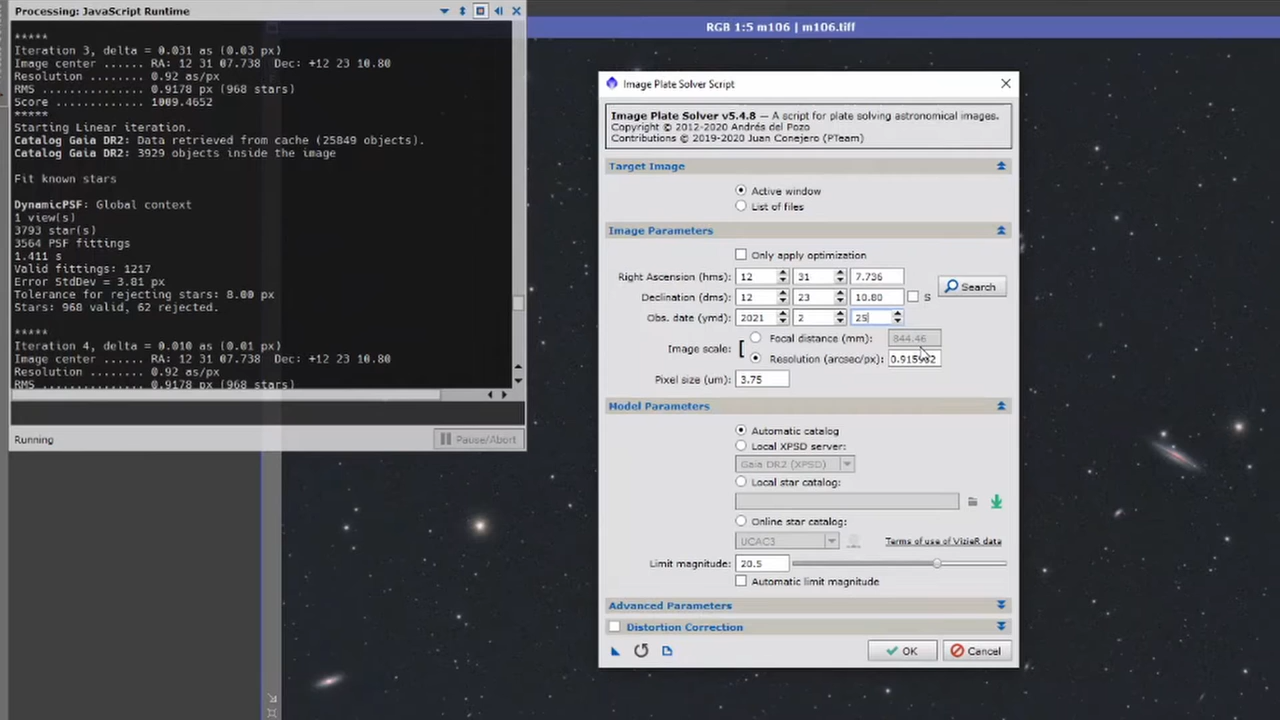 Processing: JavaScript Runtime
*****
Iteration 3, delta = 0.031 as (0.03 px)
Image center ...... RA: 12 31 07.738 Dec: +12 23 10.80
Resolution ........ 0.92 as/px
RMS ............... 0.9178 px (968 stars)
Score ............. 1009.4652
*****
Starting Linear iteration.
Catalog Gaia DR2: Data retrieved from cache (25849 objects).
Catalog Gaia DR2: 3929 objects inside the image
Fit known stars
DynamicPSF: Global context
1 view(s)
3793 star(s)
3564 PSF fittings
1.411 s
Valid fittings: 1217
Error StdDev = 3.81 px
Tolerance for rejecting stars: 8.00 px
Stars: 968 valid, 62 rejected.
*****
Iteration 4, delta = 0.010 as (0.01 px)
Image center ...... RA: 12 31 07.738 Dec: +12 23 10.80
Resolution ........ 0.92 as/px
RMS ............... 0.9178 px (968 stars)
Running
Pause/Abort
RGB 1:5 m106 | m106.tiff
Image Plate Solver Script
Image Plate Solver v5.4.8 — A script for plate solving astronomical images.
Copyright © 2012-2020 Andrés del Pozo
Contributions © 2019-2020 Juan Conejero (PTeam)
Target Image
Active window
List of files
Image Parameters
Only apply optimization
Right Ascension (hms): 12 31 7.736
Search
Declination (dms): 12 23 10.80 S
Obs. date (ymd): 2021 2 25
Focal distance (mm): 844.46
Image scale:
Resolution (arcsec/px):
Pixel size (um): 3.75
Model Parameters
Automatic catalog
Local XPSD server:
Gaia DR2 (XPSD)
Local star catalog:
Online star catalog:
UCAC3 Terms of use of VizieR data
Limit magnitude: 20.5
Automatic limit magnitude
Advanced Parameters
Distortion Correction
OK Cancel